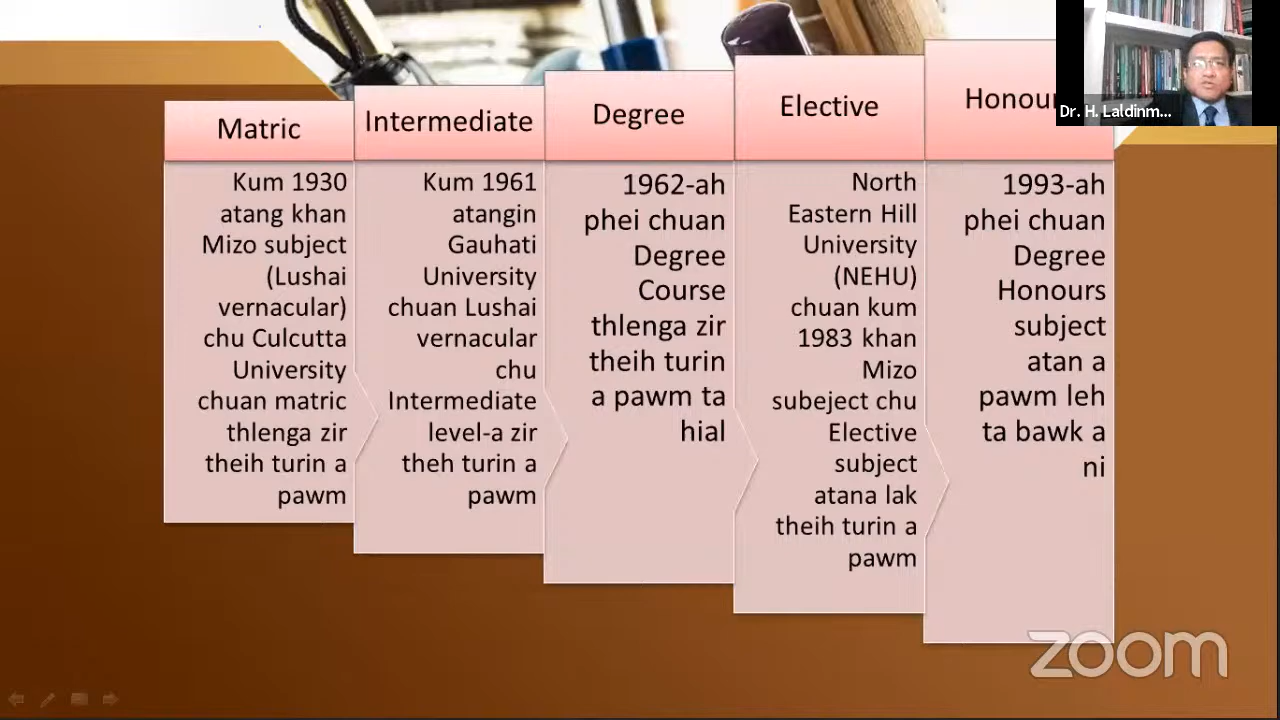 Matric
Kum 1930
atang khan
Mizo subject
(Lushai
vernacular)
chu Culcutta
University
chuan matric
thlenga zir
theih turin a
pawm
Intermediate
Kum 1961
atangin
Gauhati
University
chuan Lushai
vernacular
chu
Intermediate
level-a zir
theh turin a
pawm
Degree
1962-ah
phei chuan
Degree
Course
thlenga zir
theih turin
a pawm ta
hial
Elective
North
Eastern Hill
University
(NEHU)
chuan kum
1983 khan
Mizo
subeject chu
Elective
subject
atana lak
theih turin a
pawm
Honou
1993-ah
phei chuan
Degree
Honours
subject
atan a
pawm leh
ta bawk a
ni
Dr. H. Laldinm...
zoom